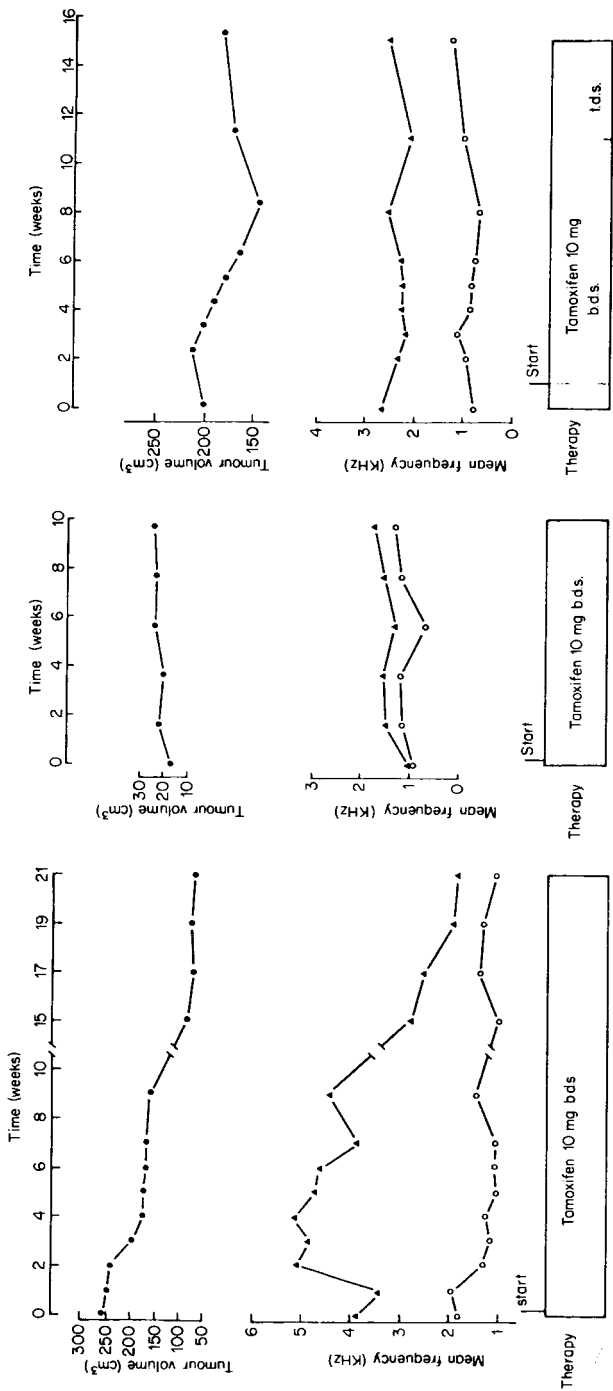 Time (weeks)
0 2 4 6 8 10 15 17 19 21
Tumour volume (cm³)
300
250
200
150
100
50
Mean frequency (KHz)
6
5
4
3
2
1
start
Therapy
Tamoxifen 10 mg bds
Time (weeks)
0 2 4 6 8 10
Tumour volume (cm³)
30
20
10
Mean frequency (KHz)
3
2
1
0
Start
Therapy
Tamoxifen 10 mg b.d.s.
Time (weeks)
0 2 4 6 8 10 12 14 16
Tumour volume (cm³)
250
200
150
Mean frequency (KHz)
4
3
2
1
0
Start
Therapy
Tamoxifen 10 mg
b.d.s.
t.d.s.